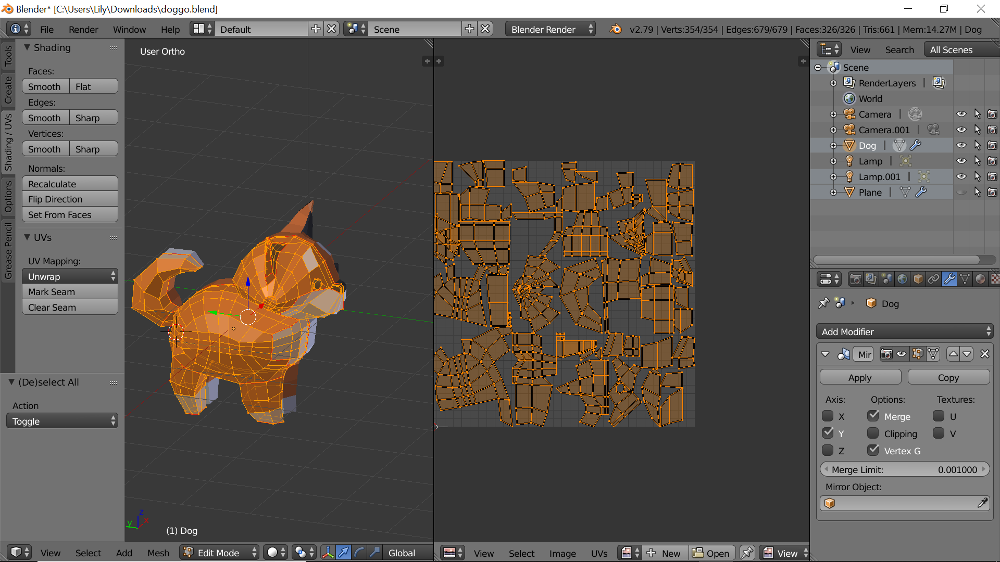 Blender* [C:\Users\Lily\Downloads\doggo.blend]
File Render Window Help Default Scene Blender Render v2.79 | Verts:354/354 | Edges:679/679 | Faces:326/326 | Tris:661 | Mem:14.27M | Dog
Tools
Create
Shading / UVs
Options
Grease Pencil
Shading
Faces:
Smooth Flat
Edges:
Smooth Sharp
Vertices:
Smooth Sharp
Normals:
Recalculate
Flip Direction
Set From Faces
UVs
UV Mapping:
Unwrap
Mark Seam
Clear Seam
(De)select All
Action
Toggle
User Ortho
z
y x
(1) Dog
View Select Add Mesh Edit Mode Global
View Select Image UVs New Open View
View Search All Scenes
Scene
RenderLayers |
World
Camera |
Camera.001 |
Dog |
Lamp |
Lamp.001 |
Plane |
Dog
Add Modifier
Mir
Apply Copy
Axis: Options: Textures:
X Merge U
Y Clipping V
Z Vertex G
Merge Limit: 0.001000
Mirror Object: